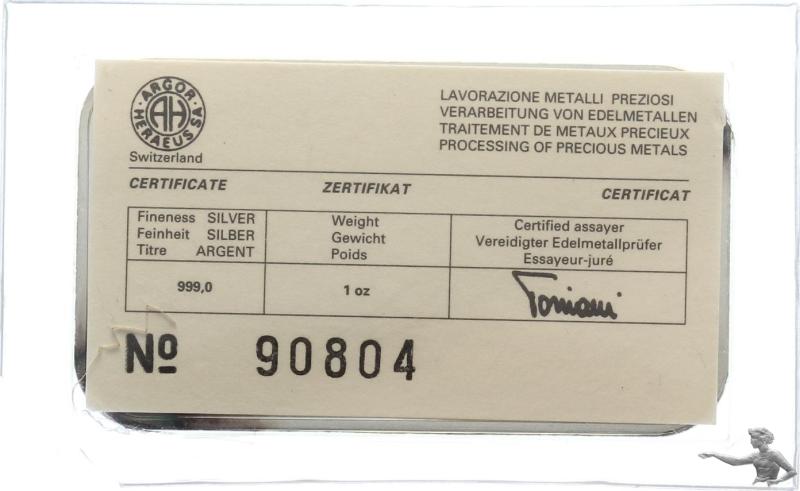 ARGOR·HERAEUS SA·
AH
Switzerland
LAVORAZIONE METALLI PREZIOSI
VERARBEITUNG VON EDELMETALLEN
TRAITEMENT DE METAUX PRECIEUX
PROCESSING OF PRECIOUS METALS
CERTIFICATE ZERTIFIKAT CERTIFICAT
Fineness SILVER
Feinheit SILBER
Titre ARGENT
Weight
Gewicht
Poids
Certified assayer
Vereidigter Edelmetallprüfer
Essayeur-juré
999,0
1 oz
Toniani
No 90804